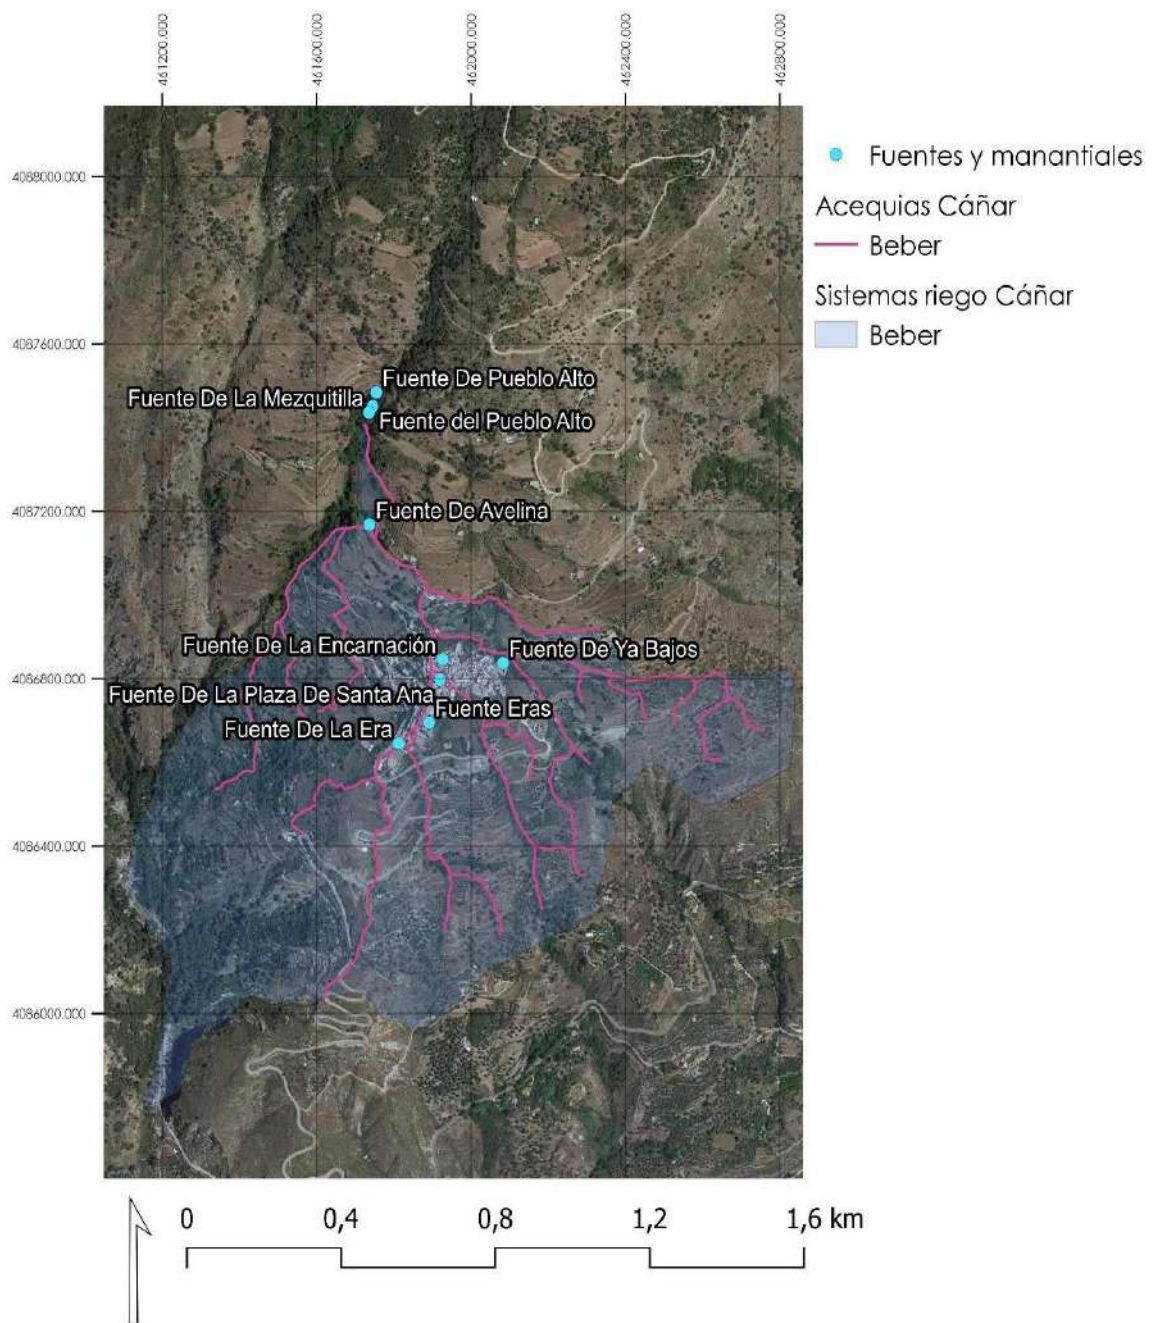 461200.000
461600.000
462000.000
462400.000
462800.000
Fuentes y manantiales
4088000.000
Acequias Cáñar
Beber
Sistemas riego Cáñar
Beber
4087600.000
Fuente De Pueblo Alto
Fuente De La Mezquitilla
Fuente del Pueblo Alto
4087200.000
Fuente De Avelina
Fuente De La Encarnación
Fuente De Ya Bajos
4086800.000
Fuente De La Plaza De Santa Ana
Fuente Eras
Fuente De La Era
4086400.000
4086000.000
0 0,4 0,8 1,2 1,6 km